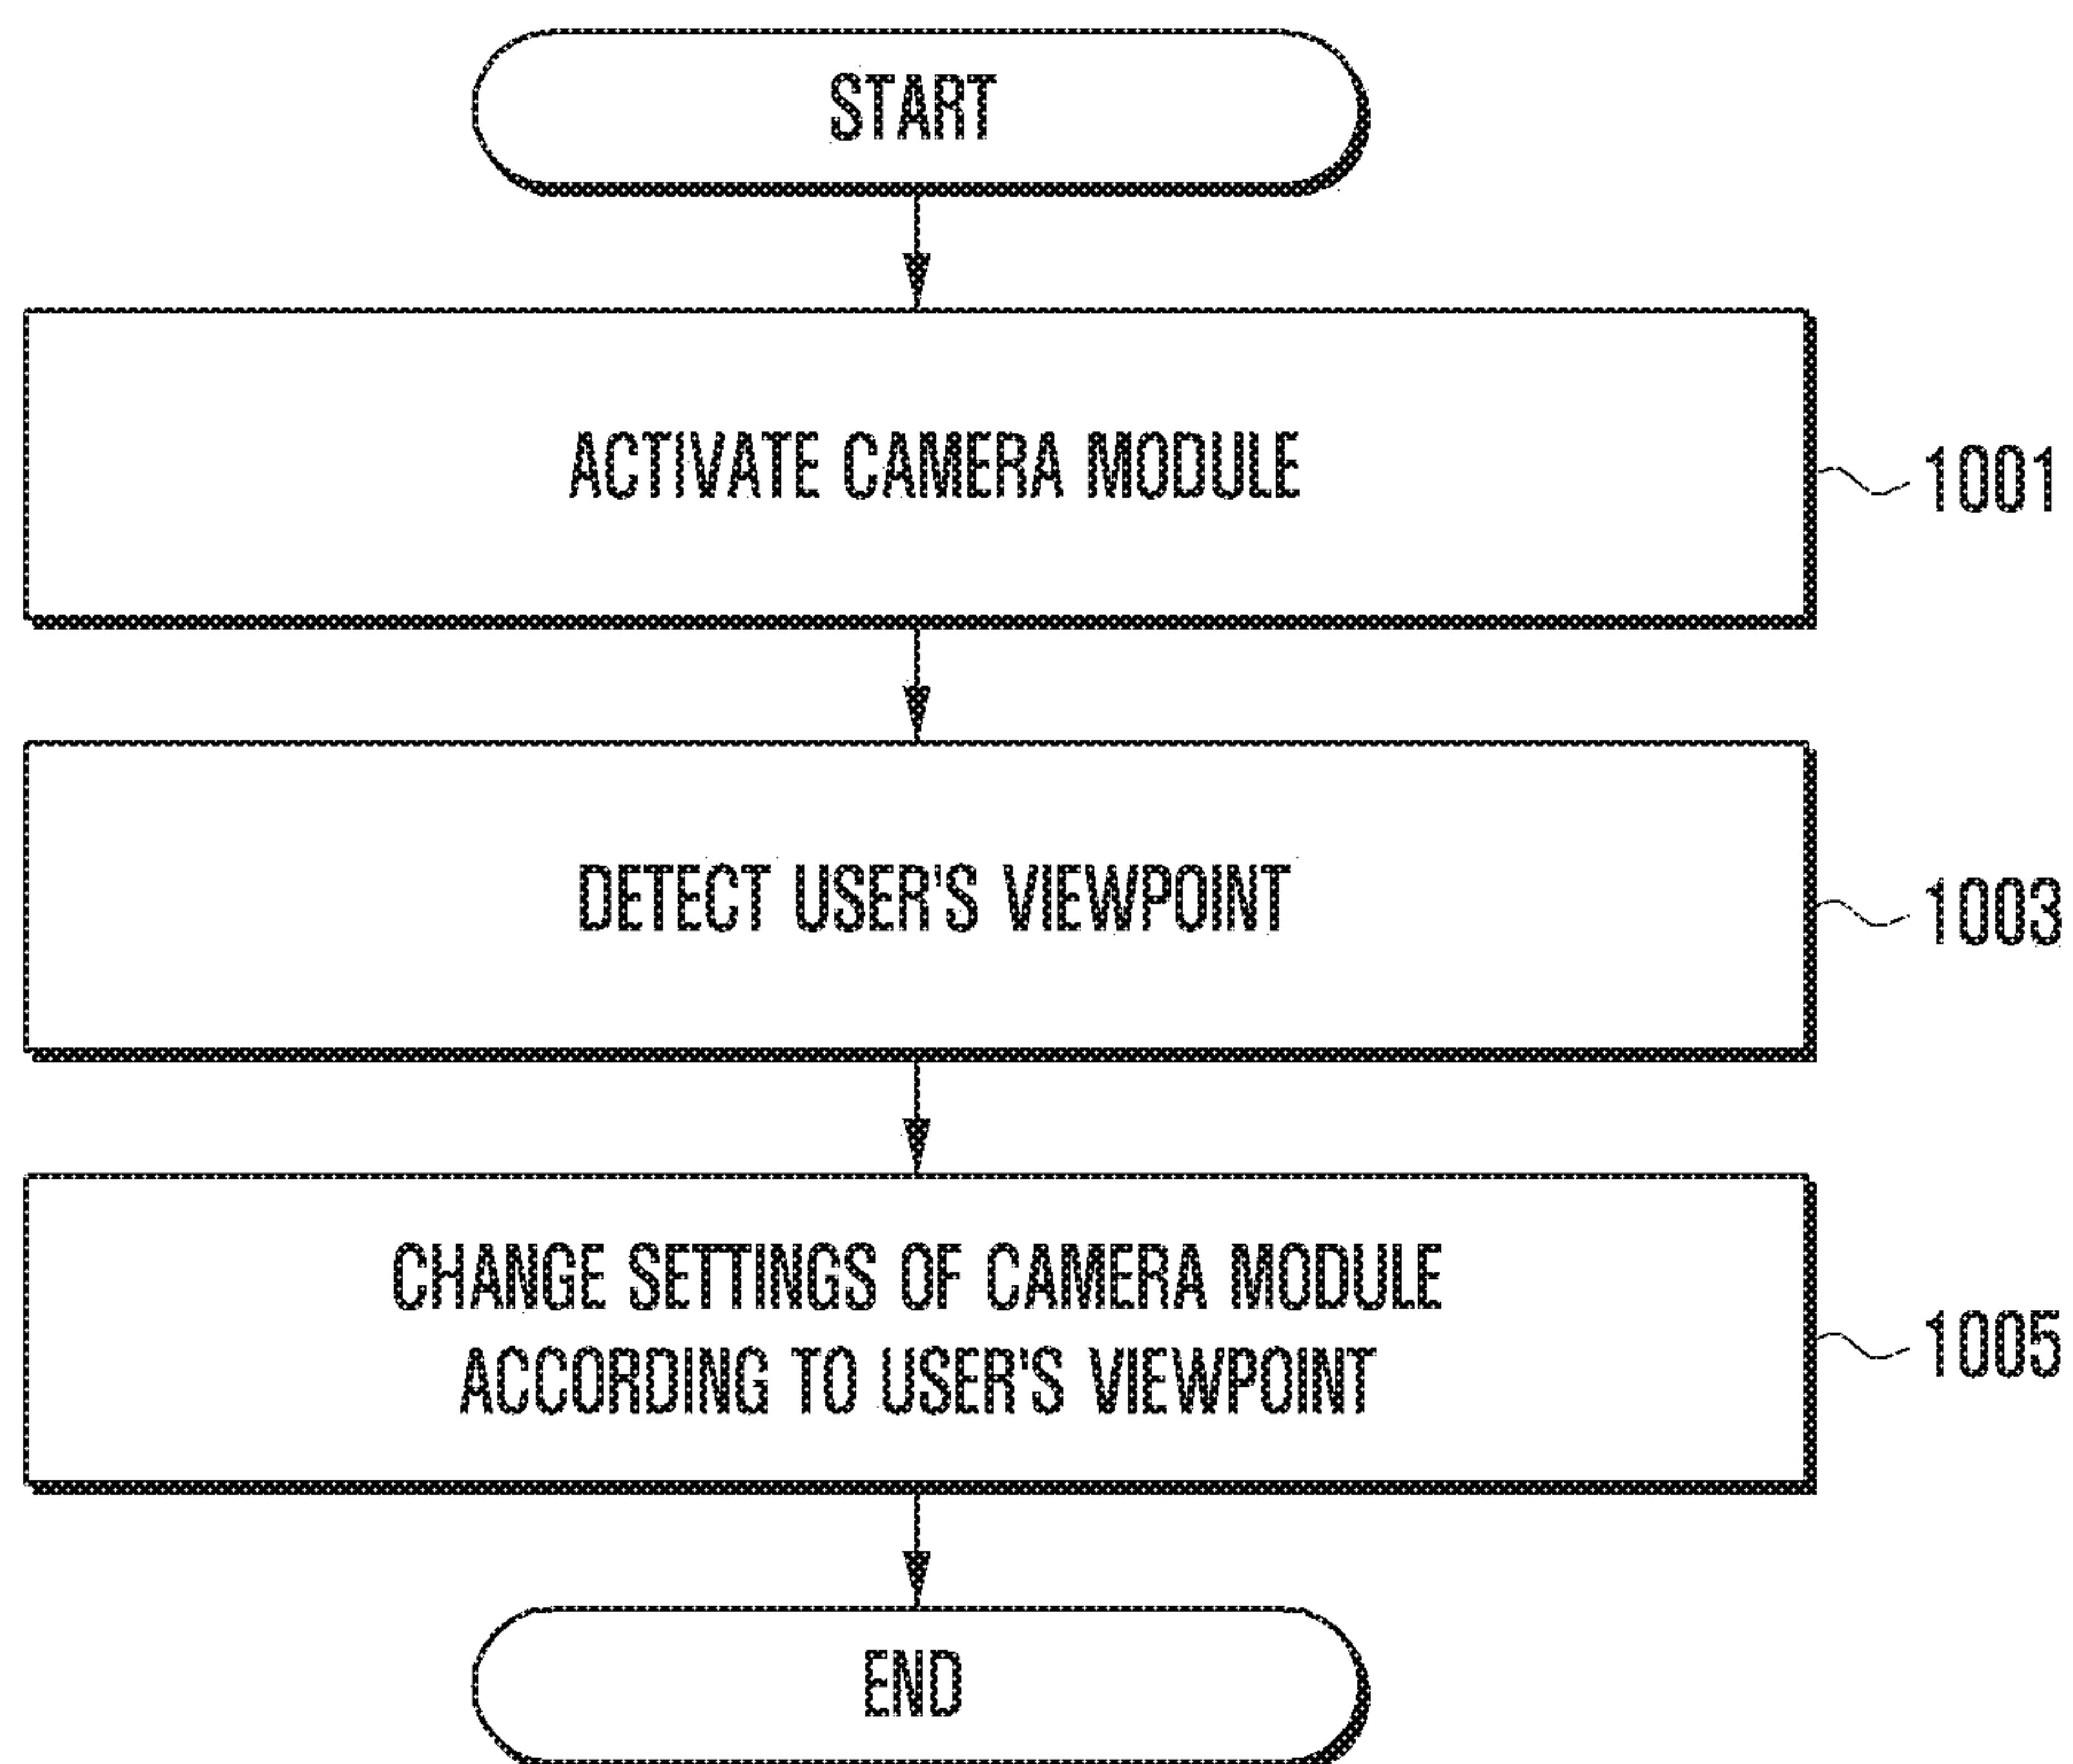 START
ACTIVATE CAMERA MODULE
1001
DETECT USER'S VIEWPOINT
1003
CHANGE SETTINGS OF CAMERA MODULE
ACCORDING TO USER'S VIEWPOINT
1005
END